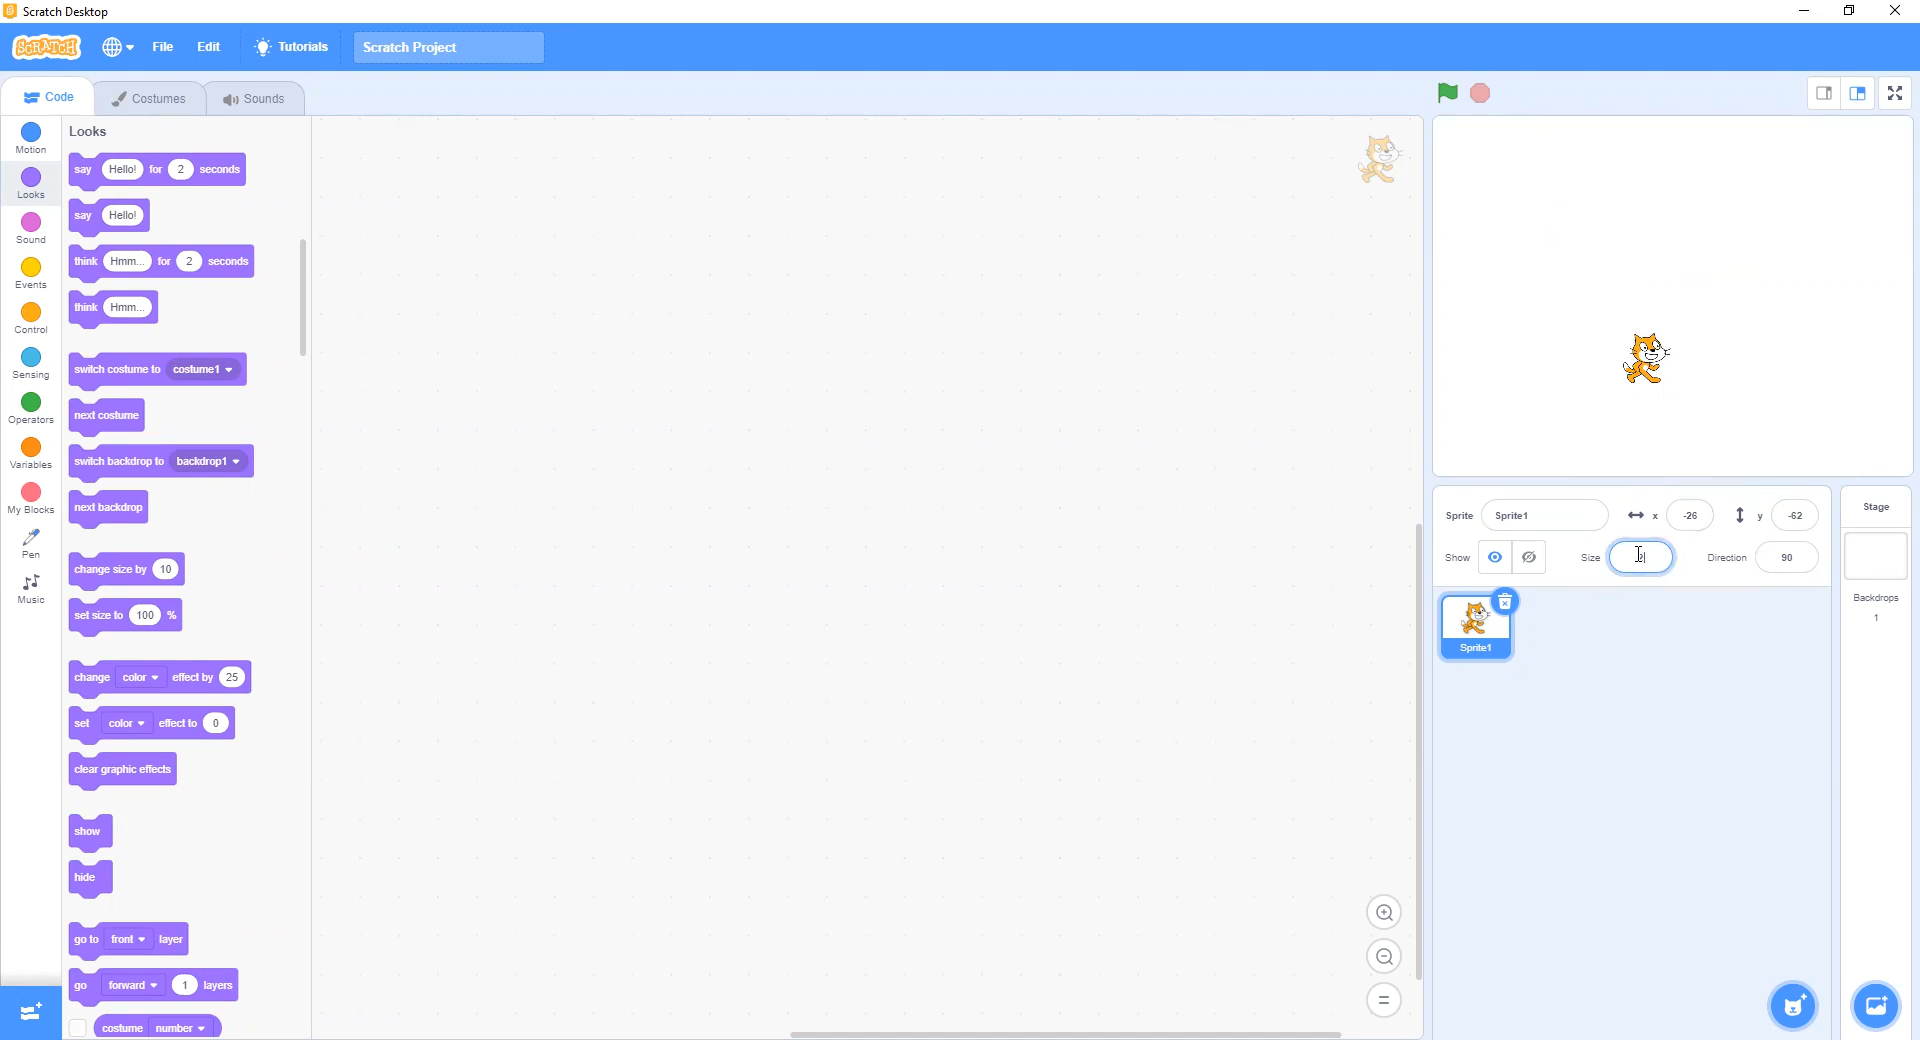 Scratch Desktop
SCRATCH File Edit Tutorials Scratch Project
Code Costumes Sounds
Motion
Looks
Sound
Events
Control
Sensing
Operators
Variables
My Blocks
Pen
Music
Looks
say Hello! for 2 seconds
say Hello!
think Hmm... for 2 seconds
think Hmm...
switch costume to costume1
next costume
switch backdrop to backdrop1
next backdrop
change size by 10
set size to 100 %
change color effect by 25
set color effect to 0
clear graphic effects
show
hide
go to front layer
go forward 1 layers
costume number
Sprite Sprite1 x -26 y -62
Show Size Direction 90
Sprite1
Stage
Backdrops
1